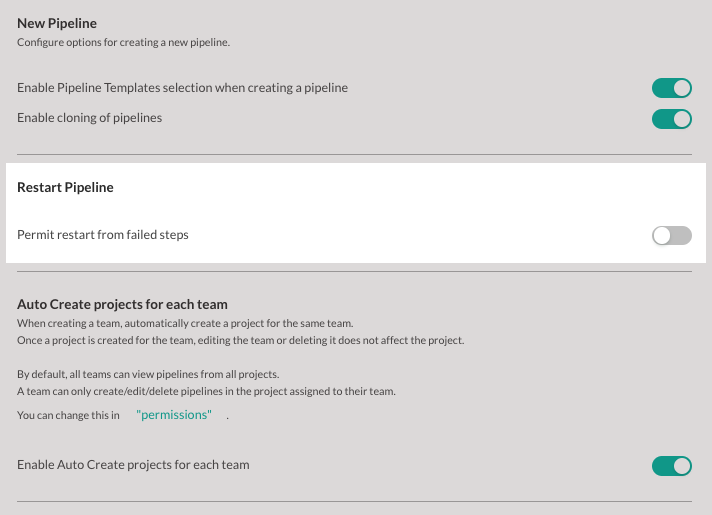 New Pipeline
Configure options for creating a new pipeline.
Enable Pipeline Templates selection when creating a pipeline
Enable cloning of pipelines
Restart Pipeline
Permit restart from failed steps
Auto Create projects for each team
When creating a team, automatically create a project for the same team.
Once a project is created for the team, editing the team or deleting it does not affect the project.
By default, all teams can view pipelines from all projects.
A team can only create/edit/delete pipelines in the project assigned to their team.
You can change this in "permissions" .
Enable Auto Create projects for each team